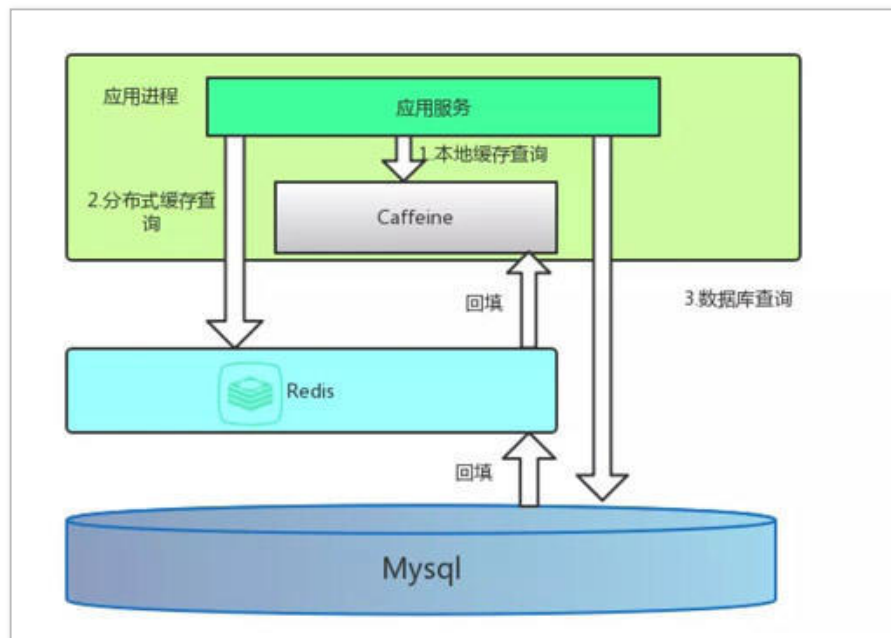 应用进程
应用服务
1.本地缓存查询
2.分布式缓存查
询
Caffeine
回填
3.数据库查询
Redis
回填
Mysql